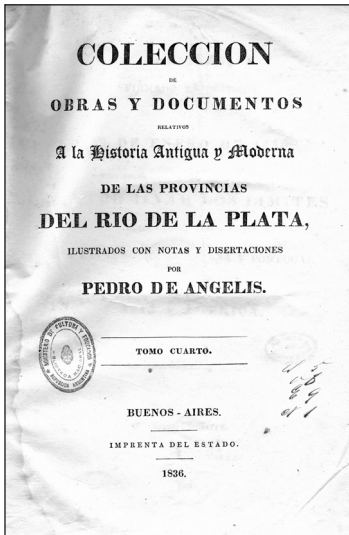 COLECCION
DE
OBRAS Y DOCUMENTOS
RELATIVOS
A la Historia Antigua y Moderna
DE LAS PROVINCIAS
DEL RIO DE LA PLATA,
ILUSTRADOS CON NOTAS Y DISERTACIONES
POR
PEDRO DE ANGELIS.
TOMO CUARTO.
BUENOS-AIRES.
IMPRENTA DEL ESTADO.
1836.